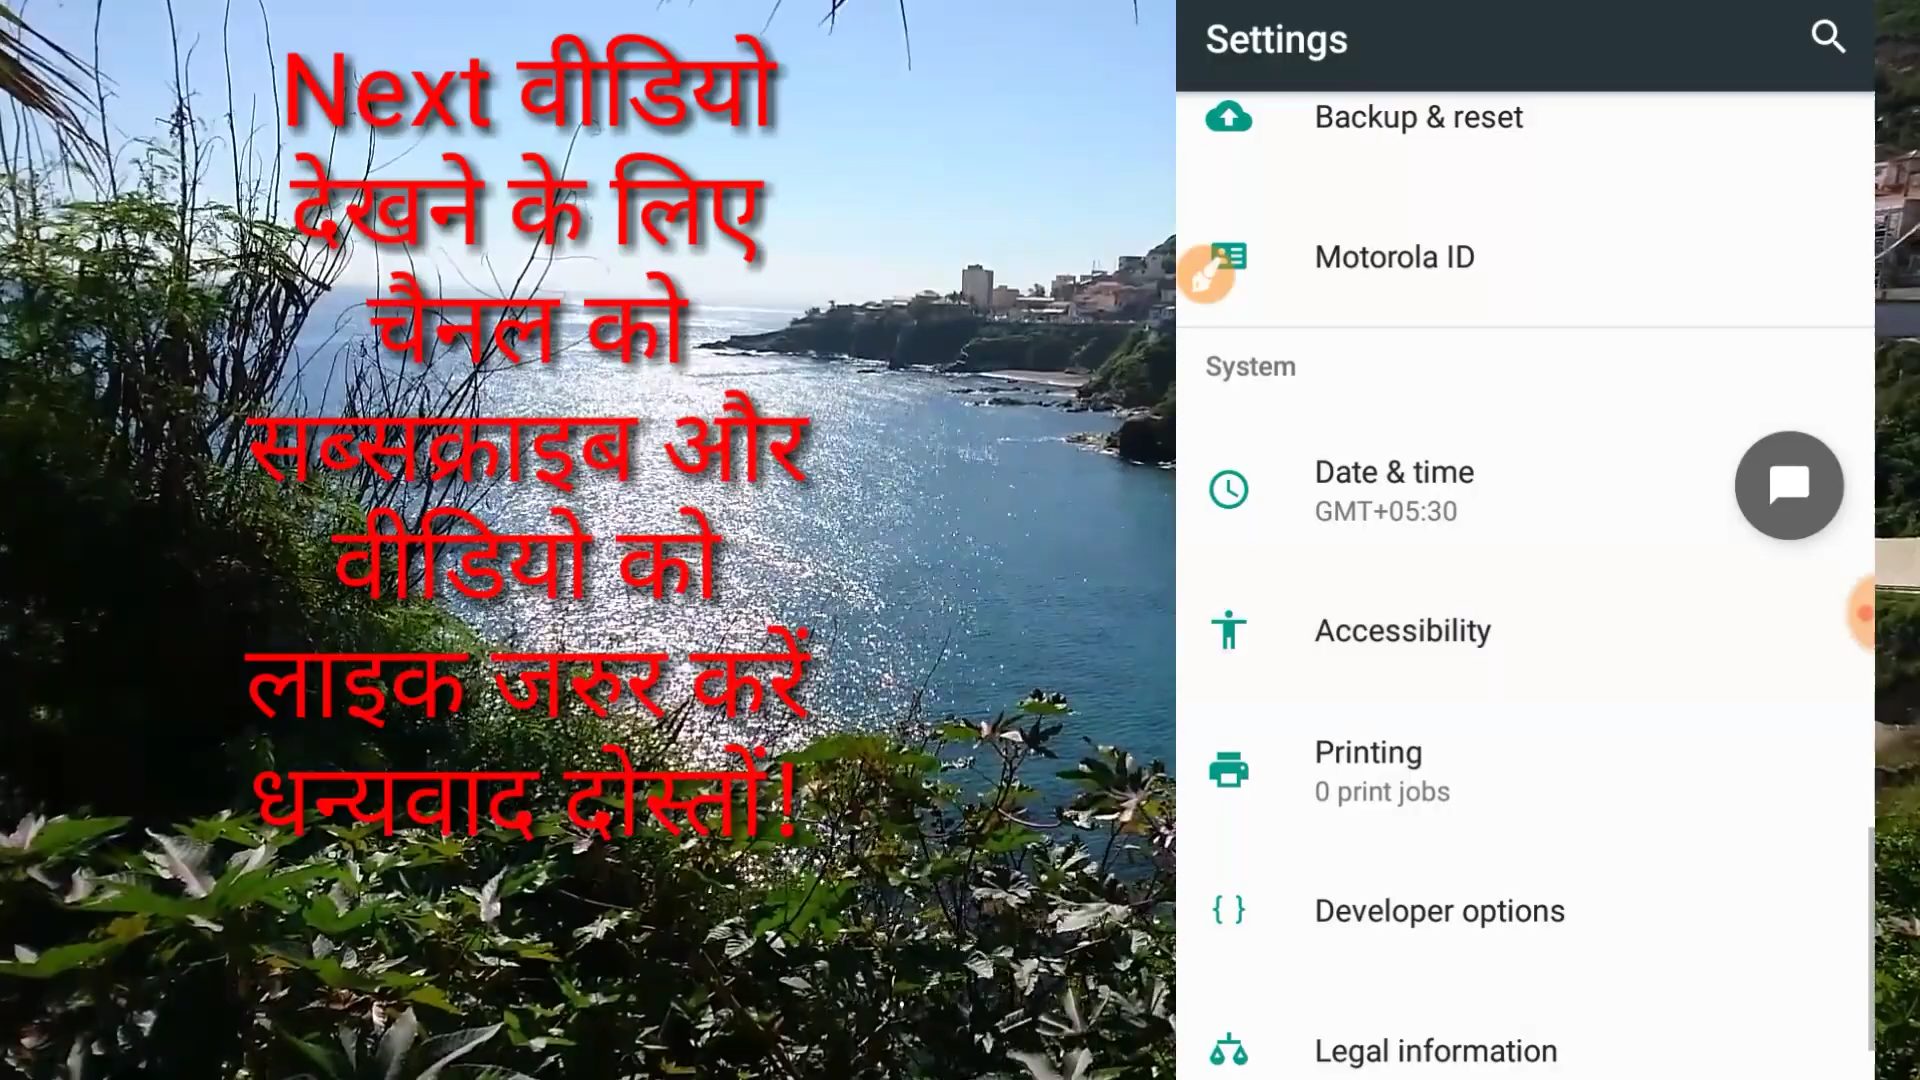 Next वीडियो
देखने के लिए
चैनल को
सब्सक्राइब और
वीडियो को
लाइक जरुर करें
धन्यवाद दोस्तों!
Settings
Backup & reset
Motorola ID
System
Date & time
GMT+05:30
Accessibility
Printing
0 print jobs
Developer options
Legal information